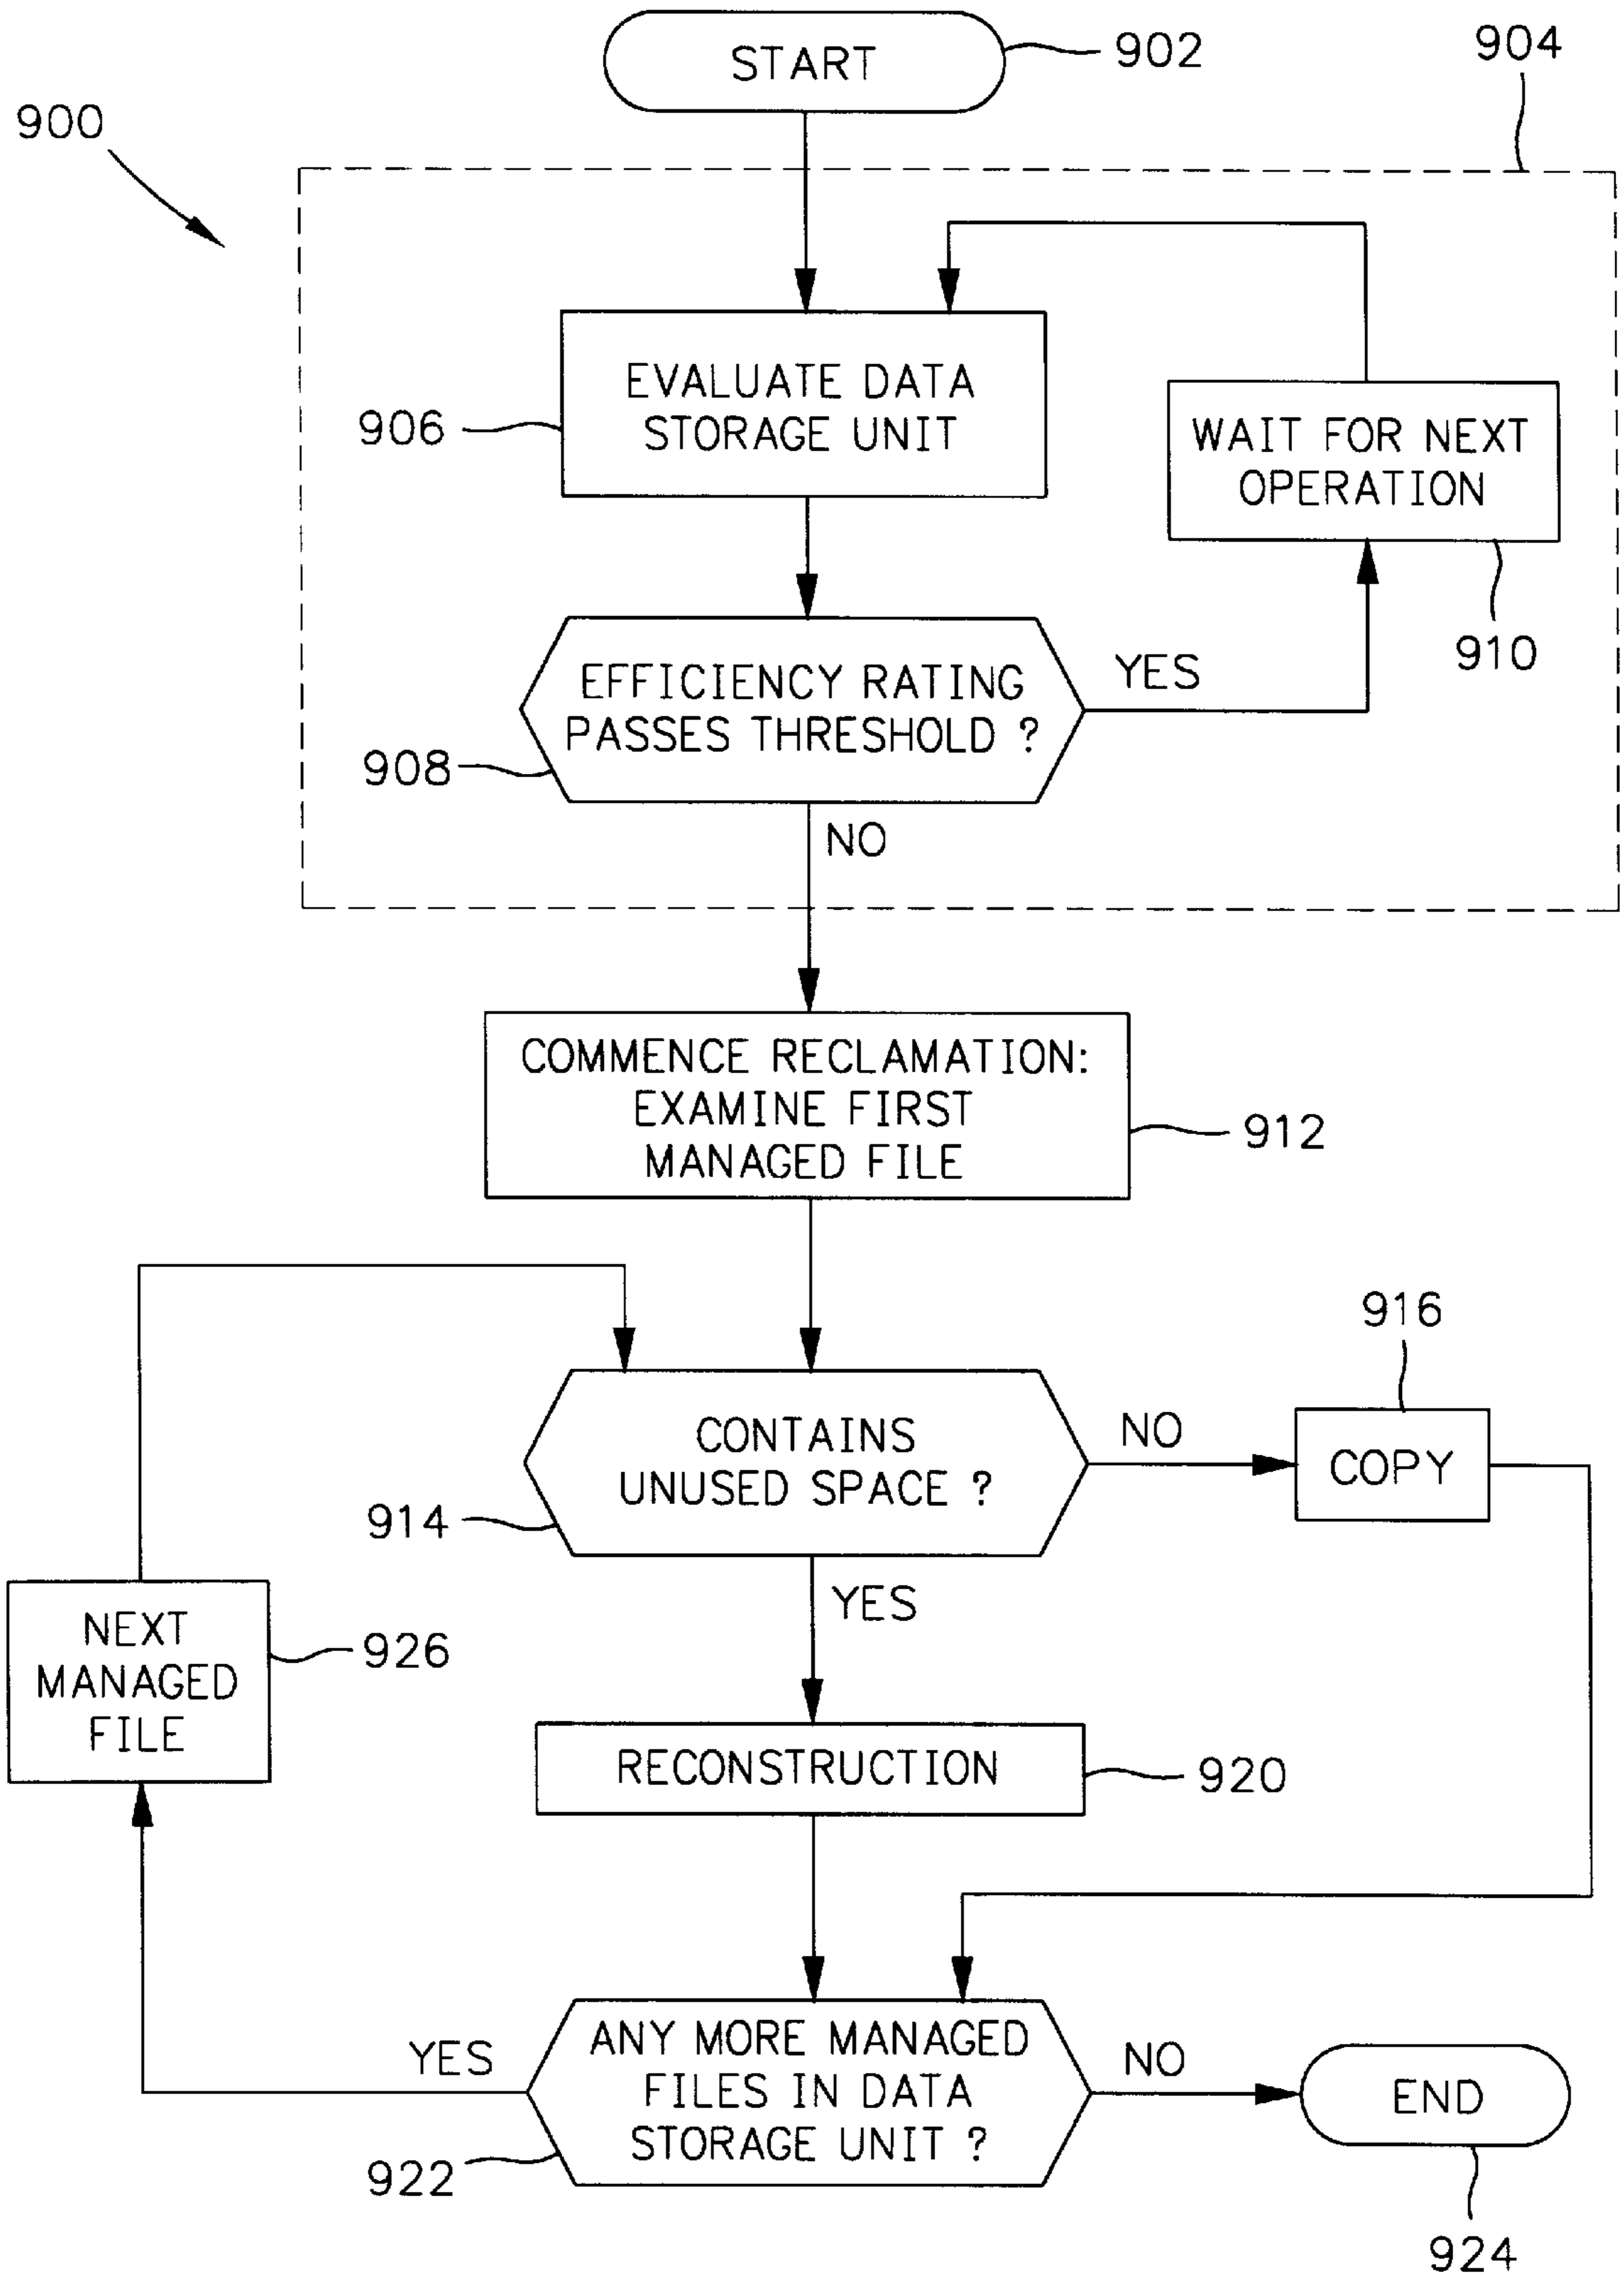 START
902
904
900
EVALUATE DATA
STORAGE UNIT
906
WAIT FOR NEXT
OPERATION
910
EFFICIENCY RATING
PASSES THRESHOLD ?
YES
908
NO
COMMENCE RECLAMATION:
EXAMINE FIRST
MANAGED FILE
912
916
CONTAINS
UNUSED SPACE ?
NO
COPY
914
YES
NEXT
MANAGED
FILE
926
RECONSTRUCTION
920
ANY MORE MANAGED
FILES IN DATA
STORAGE UNIT ?
YES
NO
END
922
924